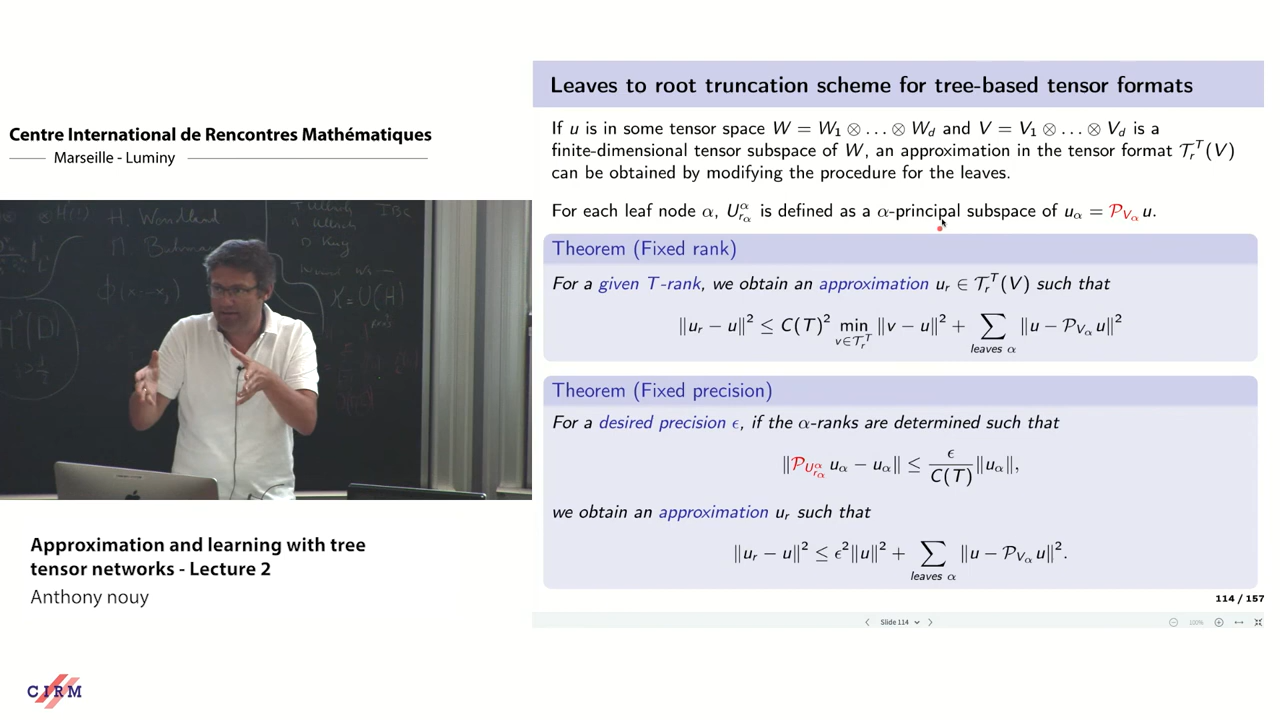 Centre International de Rencontres Mathématiques
Marseille - Luminy
H. Woodland
Approximation and learning with tree
tensor networks - Lecture 2
Anthony nouy
CIRM
Leaves to root truncation scheme for tree-based tensor formats
If u is in some tensor space W = W₁ ⊗ … ⊗ W_d and V = V₁ ⊗ … ⊗ V_d is a
finite-dimensional tensor subspace of W, an approximation in the tensor format 𝒯_r^T(V)
can be obtained by modifying the procedure for the leaves.
For each leaf node α, U^α_{r_α} is defined as a α-principal subspace of u_α = 𝒫_{V_α} u.
Theorem (Fixed rank)
For a given T-rank, we obtain an approximation u_r ∈ 𝒯_r^T(V) such that
‖u_r − u‖² ≤ C(T)² min_{v∈𝒯_r^T} ‖v − u‖² + ∑_{leaves α} ‖u − 𝒫_{V_α} u‖²
Theorem (Fixed precision)
For a desired precision ϵ, if the α-ranks are determined such that
‖𝒫_{U^α_{r_α}} u_α − u_α‖ ≤ ϵ/C(T) ‖u_α‖,
we obtain an approximation u_r such that
‖u_r − u‖² ≤ ϵ²‖u‖² + ∑_{leaves α} ‖u − 𝒫_{V_α} u‖².
114 / 157
Slide 114
100%